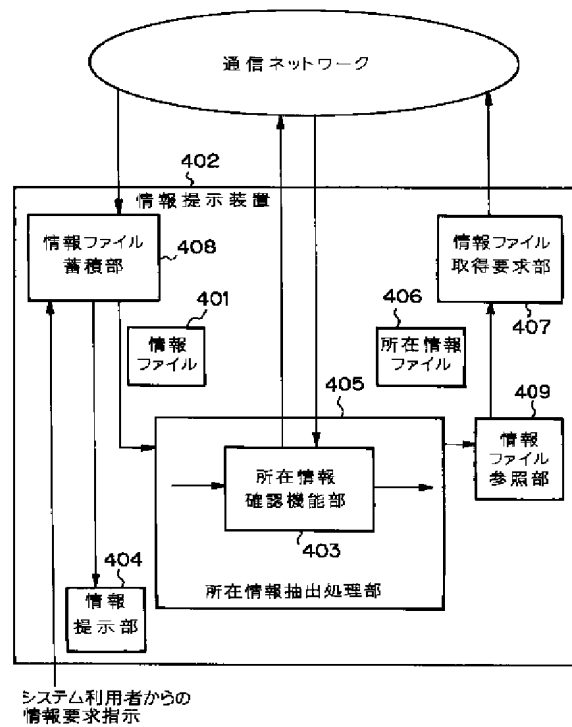 通信ネットワーク
402
情報提示装置
情報ファイル
蓄積部
408
情報ファイル
取得要求部
407
401
情報
ファイル
406
所在情報
ファイル
405
409
情報
ファイル
参照部
所在情報
確認機能部
403
404
情報
提示部
所在情報抽出処理部
システム利用者からの
情報要求指示